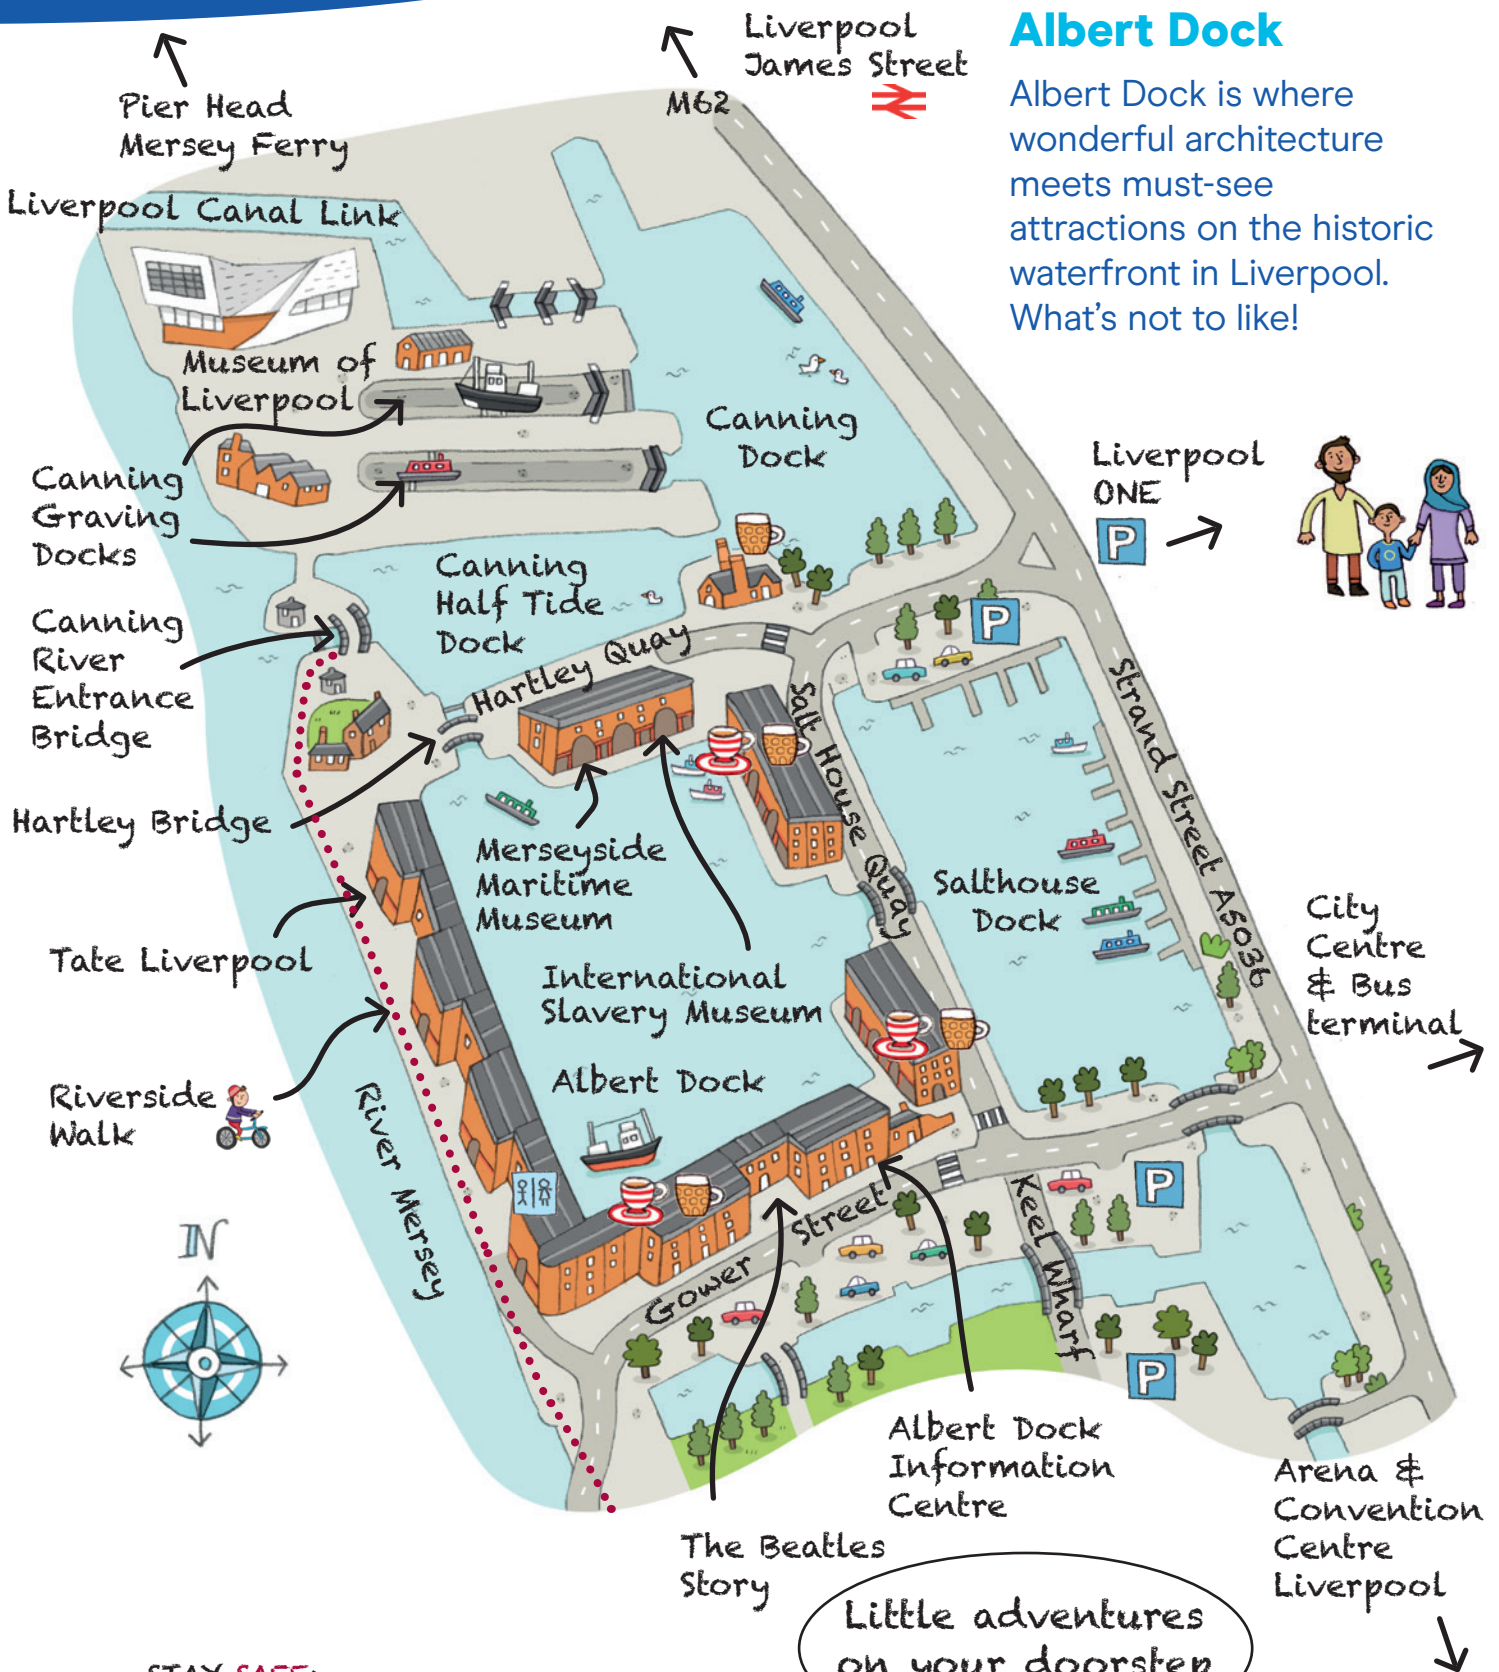 Albert Dock
Albert Dock is where
wonderful architecture
meets must-see
attractions on the historic
waterfront in Liverpool.
What's not to like!
Liverpool
James Street
M62
Pier Head
Mersey Ferry
Liverpool Canal Link
Museum of
Liverpool
Canning
Dock
Canning
Graving
Docks
Liverpool
ONE
P
Canning
Half Tide
Dock
Canning
River
Entrance
Bridge
Hartley Quay
P
Salt House Quay
Strand Street A5036
Hartley Bridge
Merseyside
Maritime
Museum
Salthouse
Dock
City
Centre
& Bus
terminal
Tate Liverpool
International
Slavery Museum
Albert Dock
Riverside
Walk
River Mersey
Gower Street
Keel Wharf
P
P
N
Albert Dock
Information
Centre
The Beatles
Story
Arena &
Convention
Centre
Liverpool
Little adventures
on your doorstep
STAY SAFE: